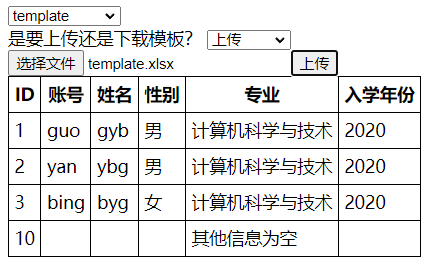 template
是要上传还是下载模板? 上传
选择文件 template.xlsx 上传
ID 账号 姓名 性别 专业 入学年份
1 guo gyb 男 计算机科学与技术 2020
2 yan ybg 男 计算机科学与技术 2020
3 bing byg 女 计算机科学与技术 2020
10 其他信息为空